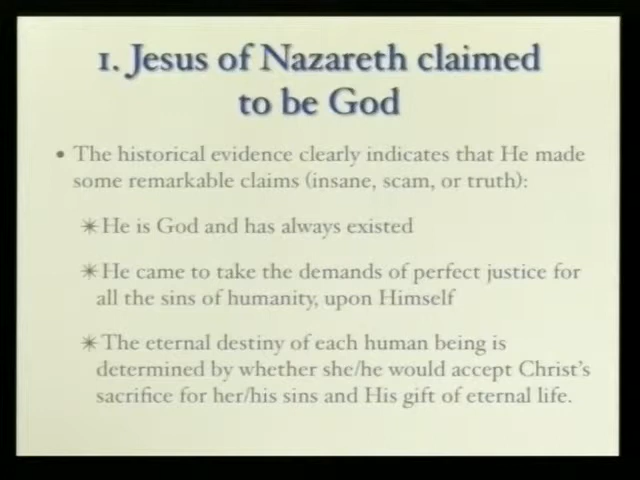 1. Jesus of Nazareth claimed
to be God
• The historical evidence clearly indicates that He made
some remarkable claims (insane, scam, or truth):
✴He is God and has always existed
✴He came to take the demands of perfect justice for
all the sins of humanity, upon Himself
✴The eternal destiny of each human being is
determined by whether she/he would accept Christ's
sacrifice for her/his sins and His gift of eternal life.